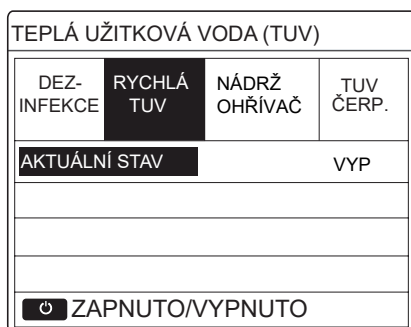 TEPLÁ UŽITKOVÁ VODA (TUV)
DEZ-
INFEKCE
RYCHLÁ
TUV
NÁDRŽ
OHŘÍVAČ
TUV
ČERP.
AKTUÁLNÍ STAV VYP
ZAPNUTO/VYPNUTO